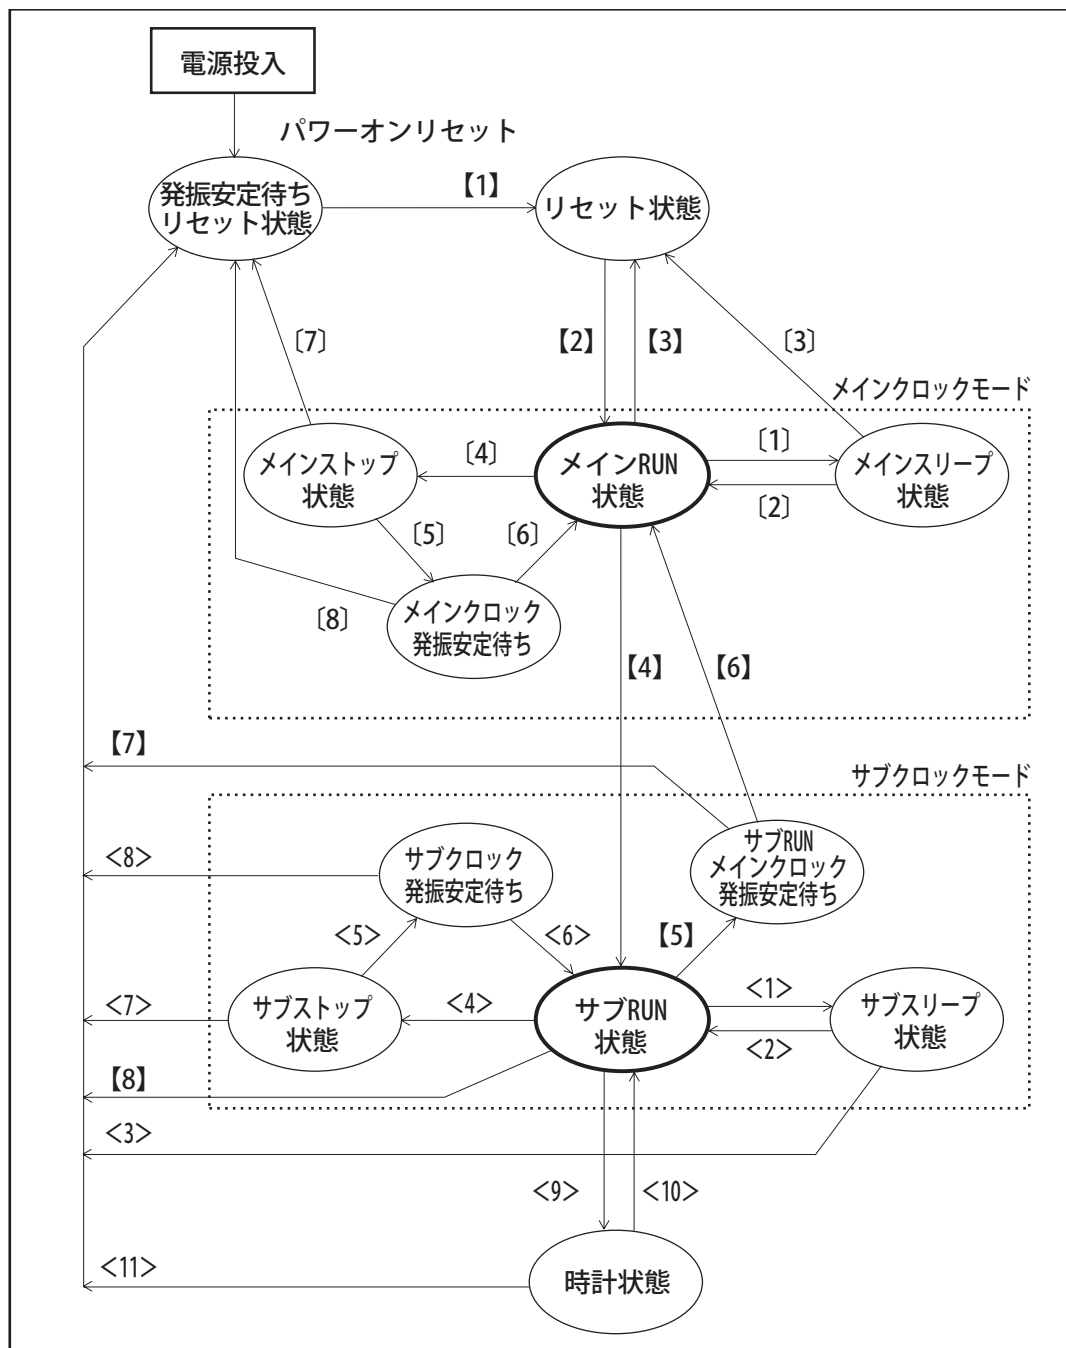 電源投入
パワーオンリセット
発振安定待ち
リセット状態
【1】
リセット状態
【2】
【3】
〔3〕
〔7〕
メインクロックモード
メインストップ
状態
〔4〕
メインRUN
状態
〔1〕
〔2〕
メインスリープ
状態
〔5〕
〔6〕
〔8〕
メインクロック
発振安定待ち
【4】
【6】
【7】
サブクロックモード
<8>
サブクロック
発振安定待ち
サブRUN
メインクロック
発振安定待ち
<5>
<6>
【5】
<7>
サブストップ
状態
<4>
サブRUN
状態
<1>
<2>
サブスリープ
状態
【8】
<3>
<9>
<10>
<11>
時計状態